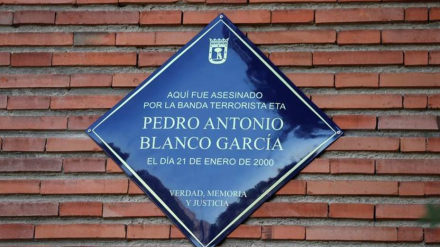 AQUÍ FUE ASESINADO
POR LA BANDA TERRORISTA ETA
PEDRO ANTONIO
BLANCO GARCÍA
EL DÍA 21 DE ENERO DE 2000
VERDAD, MEMORIA
Y JUSTICIA